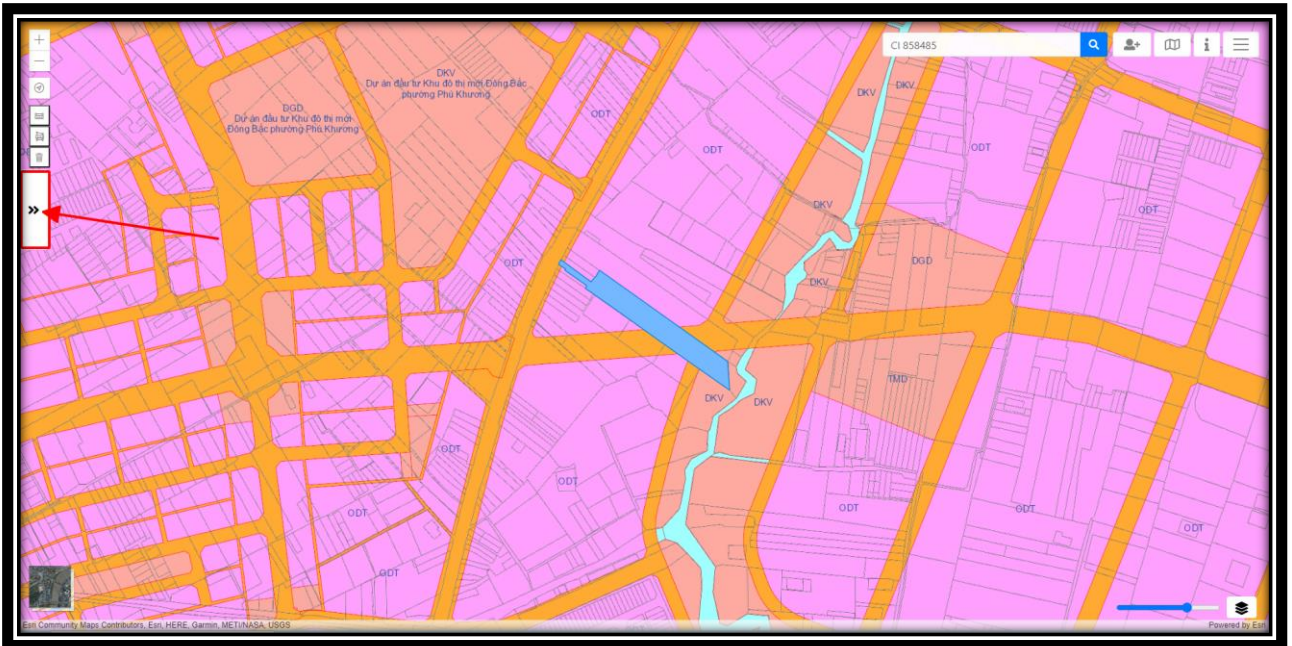 CI 858485
DKV
Dự án đầu tư Khu đô thị mới Đông Bắc
phường Phú Khương
DGD
Dự án đầu tư Khu đô thị mới
Đông Bắc phường Phú Khương
ODT
ODT
DKV
DKV
ODT
ODT
DKV
ODT
DGD
DKV
TMD
DKV
DKV
ODT
ODT
ODT
ODT
ODT
ODT
ODT
Esri Community Maps Contributors, Esri, HERE, Garmin, METI/NASA, USGS
Powered by Esri